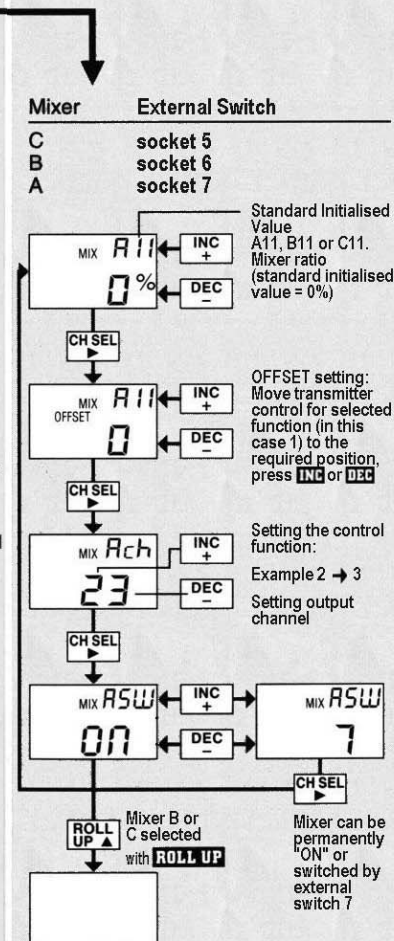 Mixer External Switch
C socket 5
B socket 6
A socket 7
Standard Initialised
Value
A11, B11 or C11.
Mixer ratio
(standard initialised
value = 0%)
MIX A11
0%
INC
+
DEC
–
CH SEL
▶
MIX A11
OFFSET
0
INC
+
DEC
–
OFFSET setting:
Move transmitter
control for selected
function (in this
case 1) to the
required position,
press INC or DEC
CH SEL
▶
MIX Ach
23
INC
+
DEC
–
Setting the control
function:
Example 2 → 3
Setting output
channel
CH SEL
▶
MIX ASW
ON
INC
+
DEC
–
MIX ASW
7
CH SEL
▶
ROLL
UP ▲
Mixer B or
C selected
with ROLL UP
Mixer can be
permanently
"ON" or
switched by
external
switch 7